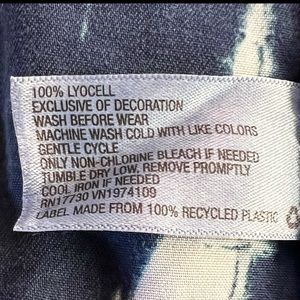 100% LYOCELL
EXCLUSIVE OF DECORATION
WASH BEFORE WEAR
MACHINE WASH COLD WITH LIKE COLORS
GENTLE CYCLE
ONLY NON-CHLORINE BLEACH IF NEEDED
TUMBLE DRY LOW, REMOVE PROMPTLY
COOL IRON IF NEEDED
RN17730 VN1974109
LABEL MADE FROM 100% RECYCLED PLASTIC